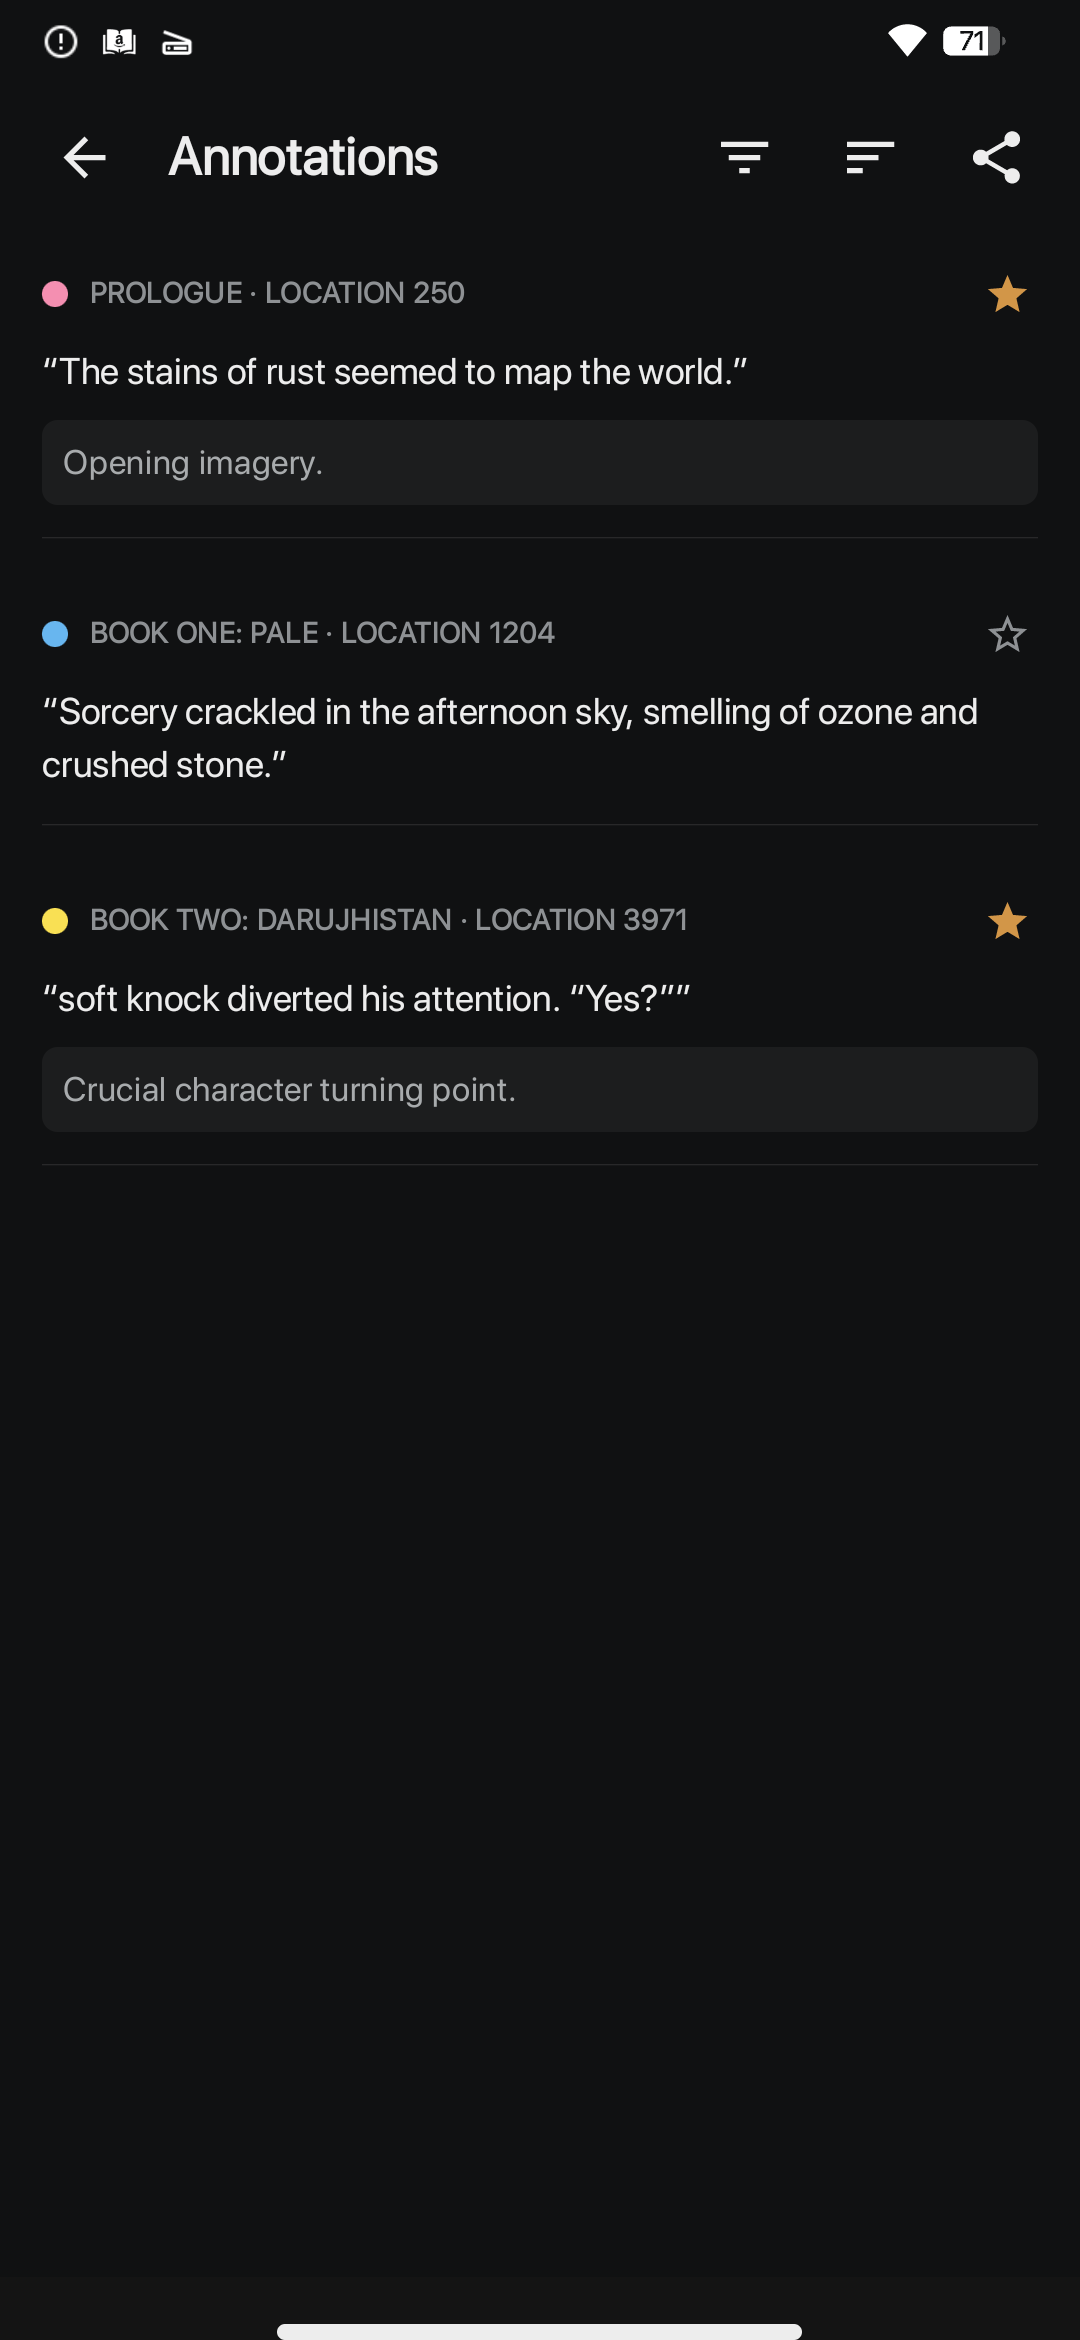 71
Annotations
PROLOGUE · LOCATION 250
“The stains of rust seemed to map the world.”
Opening imagery.
BOOK ONE: PALE · LOCATION 1204
“Sorcery crackled in the afternoon sky, smelling of ozone and
crushed stone.”
BOOK TWO: DARUJHISTAN · LOCATION 3971
“soft knock diverted his attention. “Yes?””
Crucial character turning point.